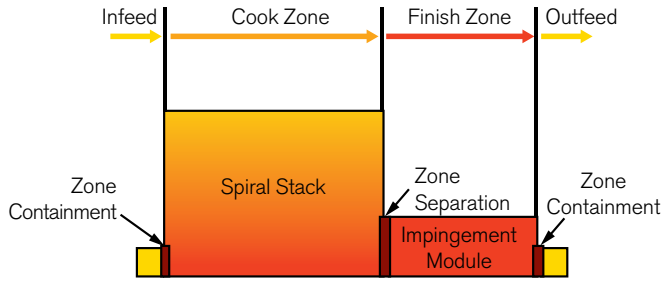 Infeed
Cook Zone
Finish Zone
Outfeed
Zone
Containment
Spiral Stack
Zone
Separation
Zone
Containment
Impingement
Module